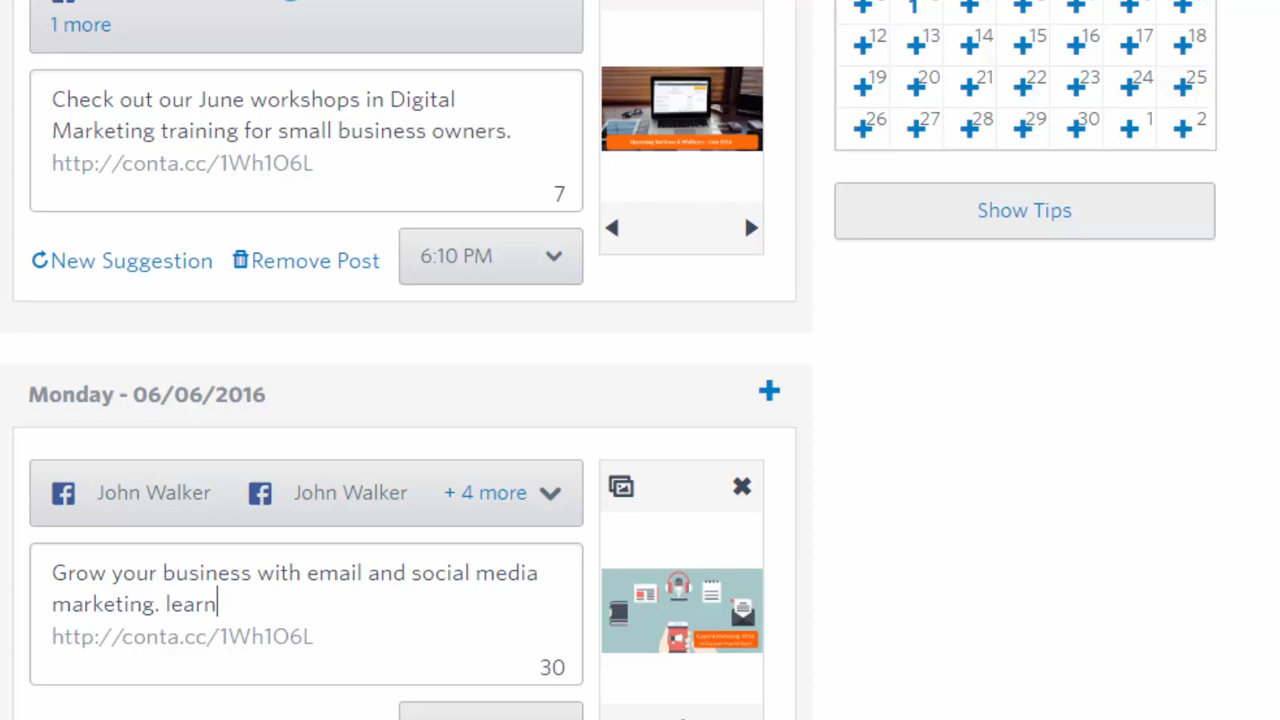 1 more
Check out our June workshops in Digital
Marketing training for small business owners.
http://conta.cc/1Wh1O6L
7
New Suggestion
Remove Post
6:10 PM
12 13 14 15 16 17 18
19 20 21 22 23 24 25
26 27 28 29 30 1 2
Show Tips
Monday - 06/06/2016
John Walker
John Walker
+ 4 more
Grow your business with email and social media
marketing. learn
http://conta.cc/1Wh1O6L
30